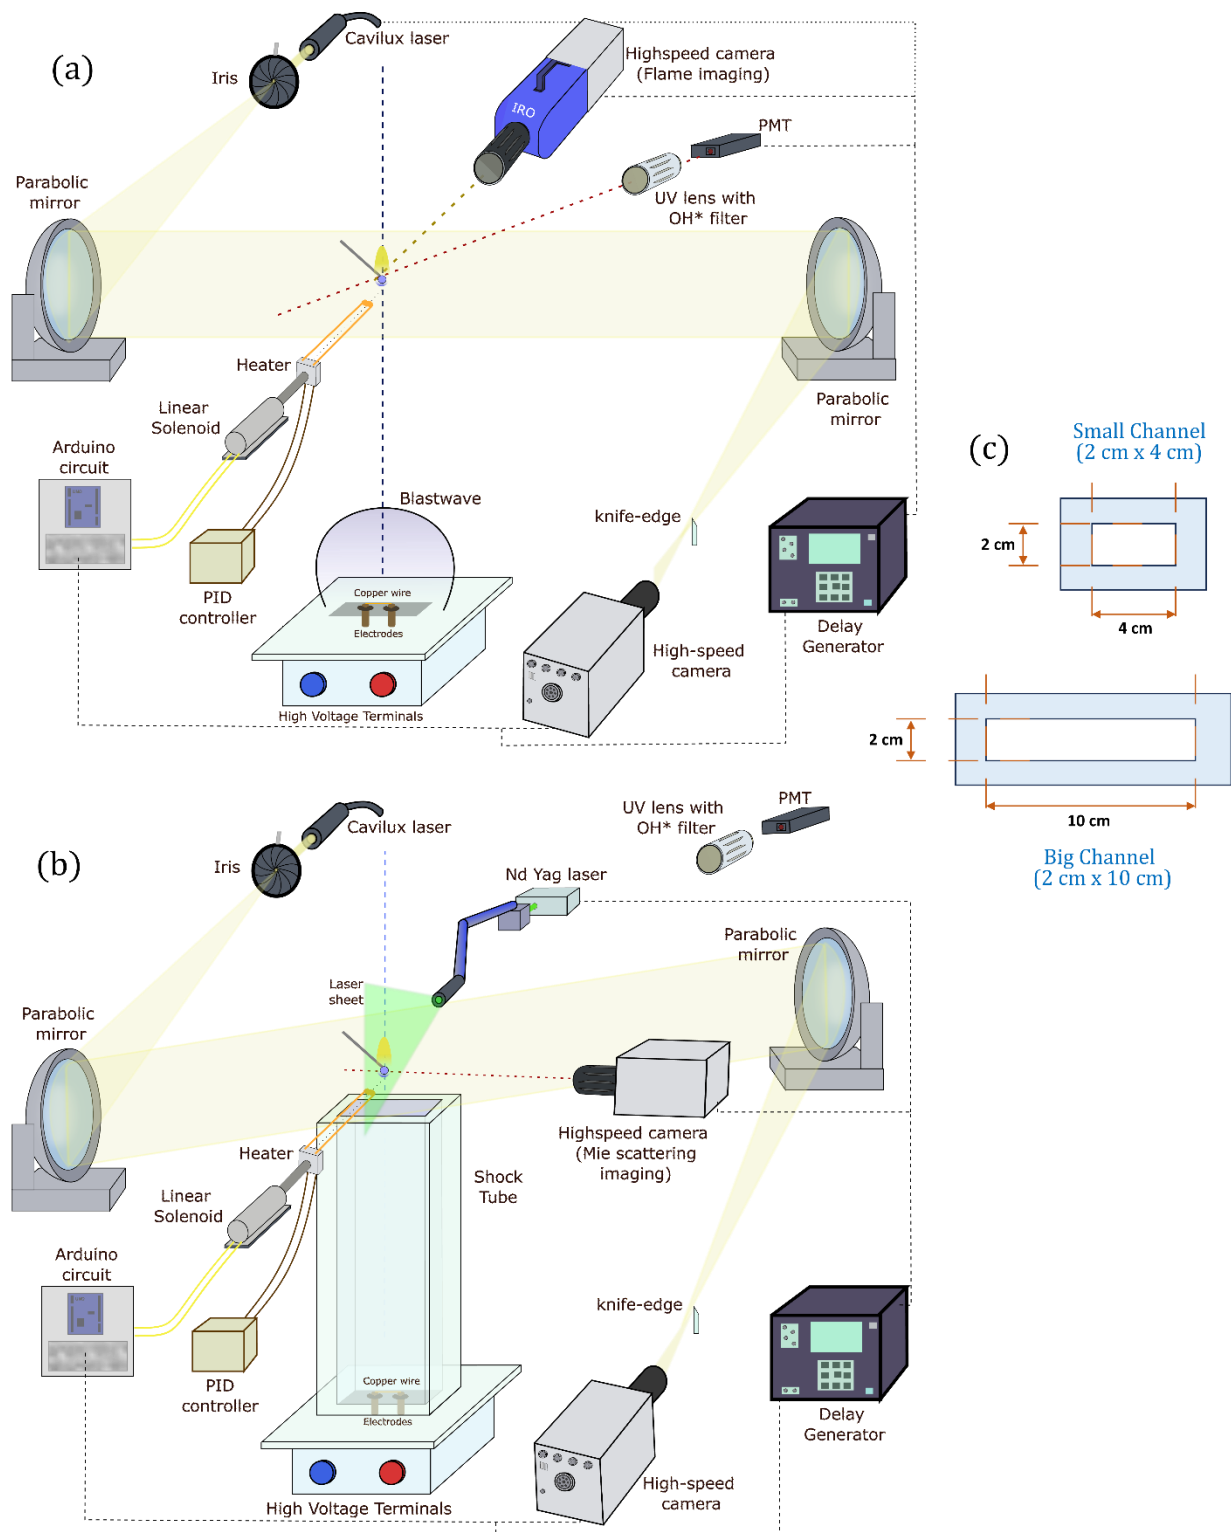 (a)
Cavilux laser
Iris
Highspeed camera
(Flame imaging)
IRO
PMT
UV lens with
OH* filter
Parabolic
mirror
Parabolic
mirror
Heater
Linear
Solenoid
Arduino
circuit
PID
controller
Blastwave
Copper wire
Electrodes
High Voltage Terminals
knife-edge
High-speed
camera
Delay
Generator
(c)
Small Channel
(2 cm x 4 cm)
2 cm
4 cm
2 cm
10 cm
Big Channel
(2 cm x 10 cm)
(b)
Cavilux laser
Iris
UV lens with
OH* filter
PMT
Nd Yag laser
Laser
sheet
Parabolic
mirror
Parabolic
mirror
Highspeed camera
(Mie scattering
imaging)
Heater
Linear
Solenoid
Shock
Tube
Arduino
circuit
PID
controller
Copper wire
Electrodes
High Voltage Terminals
knife-edge
High-speed
camera
Delay
Generator